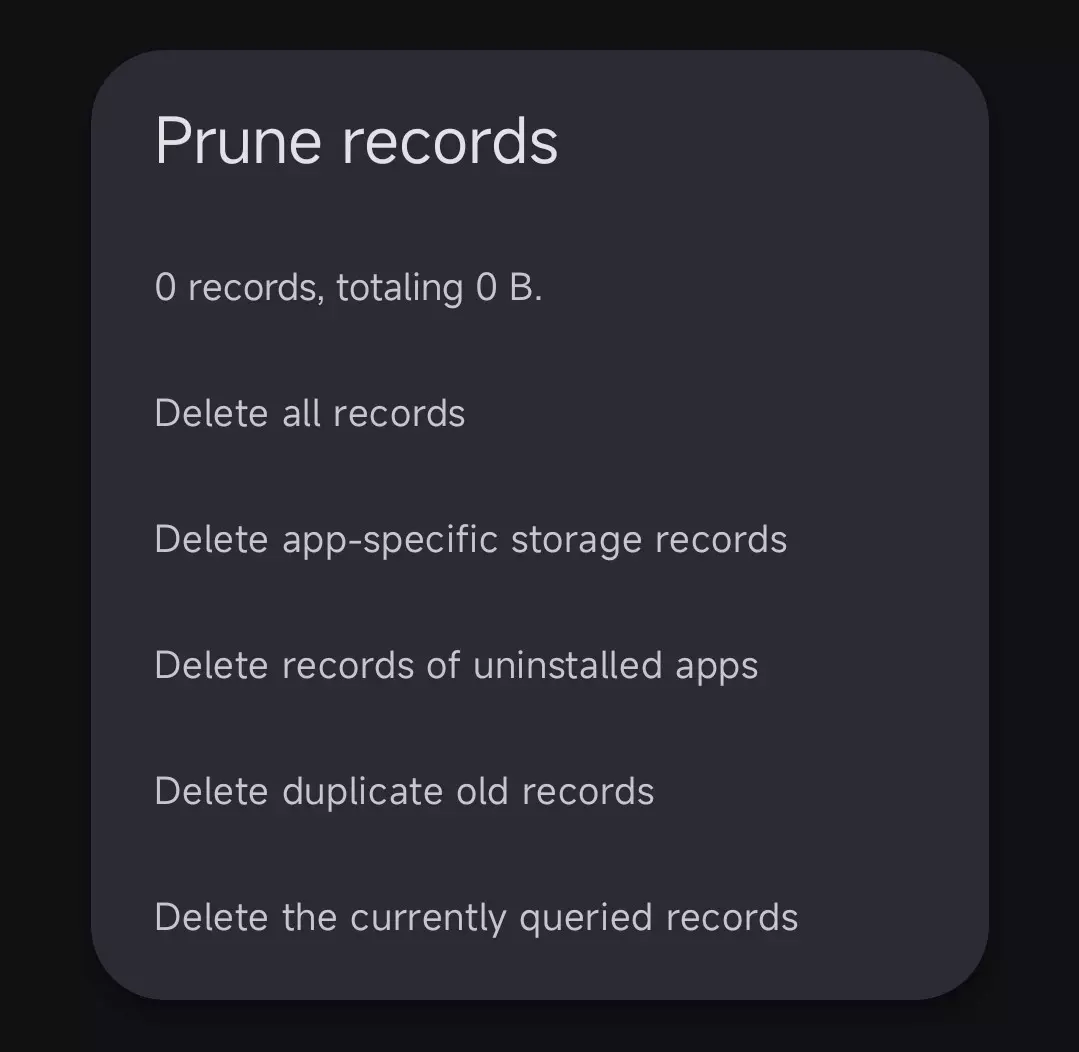 Prune records
0 records, totaling 0 B.
Delete all records
Delete app-specific storage records
Delete records of uninstalled apps
Delete duplicate old records
Delete the currently queried records